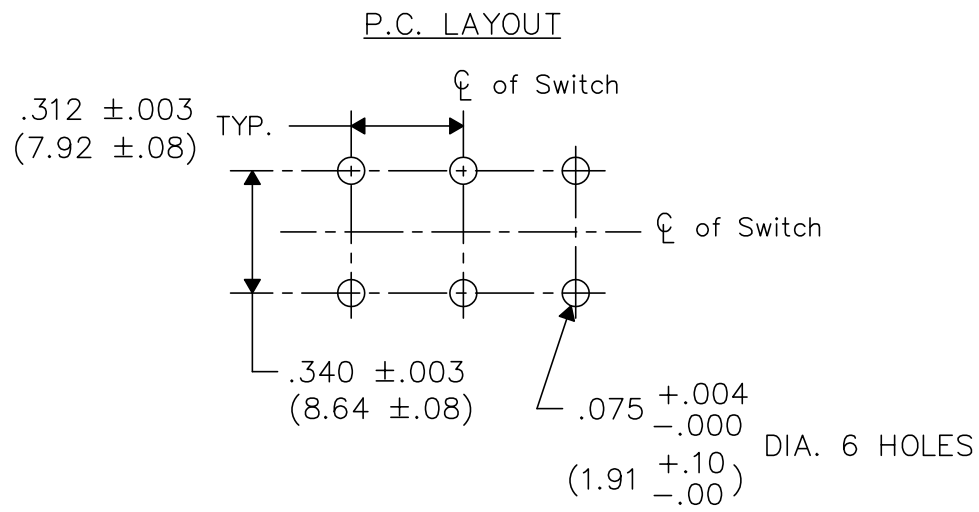 P.C. LAYOUT
℄ of Switch
.312 ±.003
(7.92 ±.08)
TYP.
℄ of Switch
.340 ±.003
(8.64 ±.08)
.075 +.004
-.000
(1.91 +.10
-.00)
DIA. 6 HOLES